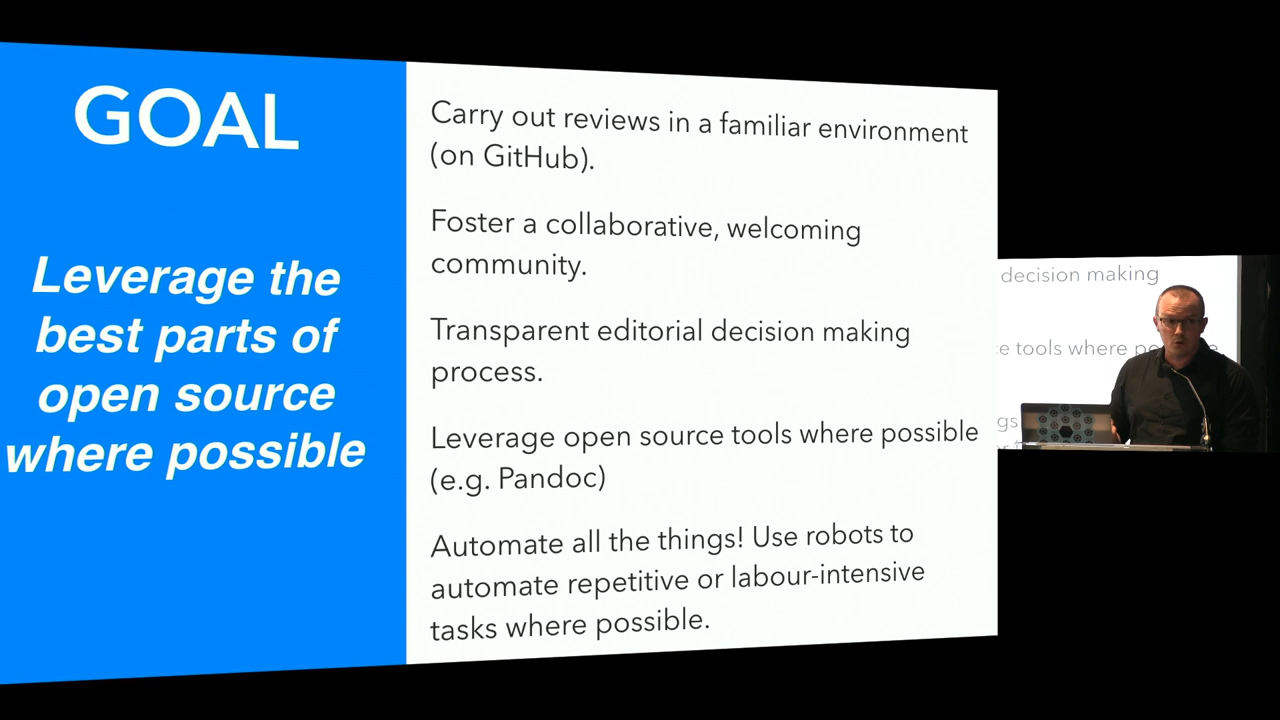 GOAL
Leverage the
best parts of
open source
where possible
Carry out reviews in a familiar environment
(on GitHub).
Foster a collaborative, welcoming
community.
Transparent editorial decision making
process.
Leverage open source tools where possible
(e.g. Pandoc)
Automate all the things! Use robots to
automate repetitive or labour-intensive
tasks where possible.
decision making
tools where